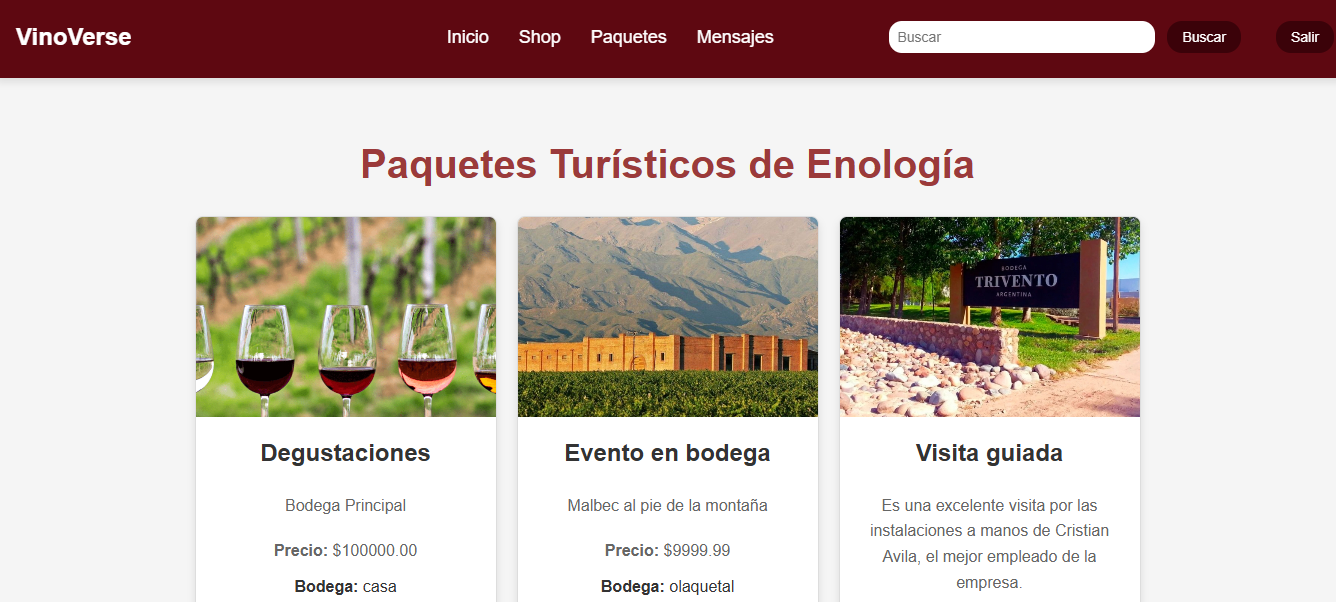 VinoVerse
Inicio
Shop
Paquetes
Mensajes
Buscar
Buscar
Salir
Paquetes Turísticos de Enología
BODEGA
TRIVENTO
ARGENTINA
Degustaciones
Bodega Principal
Precio: $100000.00
Bodega: casa
Evento en bodega
Malbec al pie de la montaña
Precio: $9999.99
Bodega: olaquetal
Visita guiada
Es una excelente visita por las
instalaciones a manos de Cristian
Avila, el mejor empleado de la
empresa.